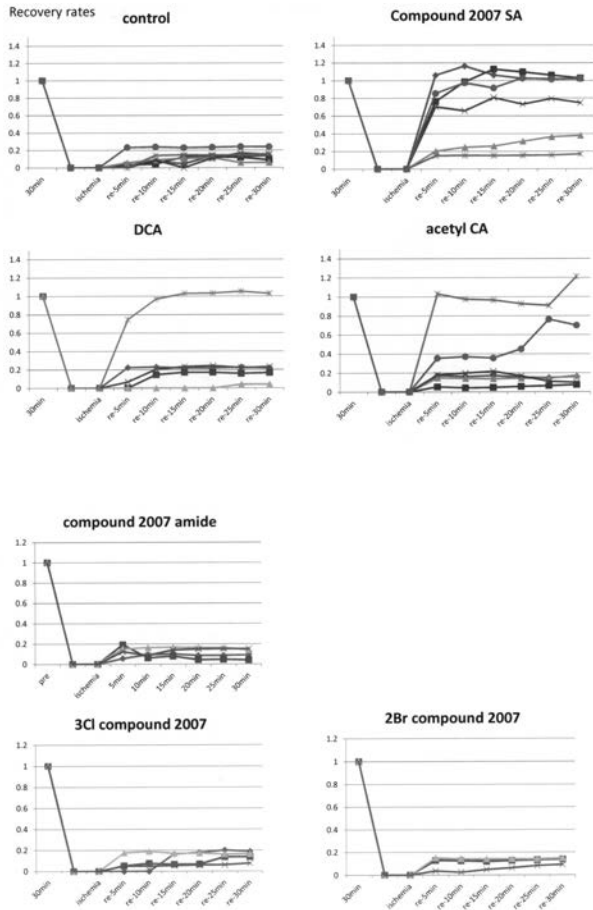 Recovery rates
control
1.4
1.2
1
0.8
0.6
0.4
0.2
0
30min
ischemia
re-5min
re-10min
re-15min
re-20min
re-25min
re-30min
Compound 2007 SA
1.4
1.2
1
0.8
0.6
0.4
0.2
0
30min
ischemia
re-5min
re-10min
re-15min
re-20min
re-25min
re-30min
DCA
1.4
1.2
1
0.8
0.6
0.4
0.2
0
30min
ischemia
re-5min
re-10min
re-15min
re-20min
re-25min
re-30min
acetyl CA
1.4
1.2
1
0.8
0.6
0.4
0.2
0
30min
ischemia
re-5min
re-10min
re-15min
re-20min
re-25min
re-30min
compound 2007 amide
1.2
1
0.8
0.6
0.4
0.2
0
pre
ischemia
5min
10min
15min
20min
25min
30min
3Cl compound 2007
1.2
1
0.8
0.6
0.4
0.2
0
30min
ischemia
re-5min
re-10min
re-15min
re-20min
re-25min
re-30min
2Br compound 2007
1.2
1
0.8
0.6
0.4
0.2
0
30min
ischemia
re-5min
re-10min
re-15min
re-20min
re-25min
re-30min